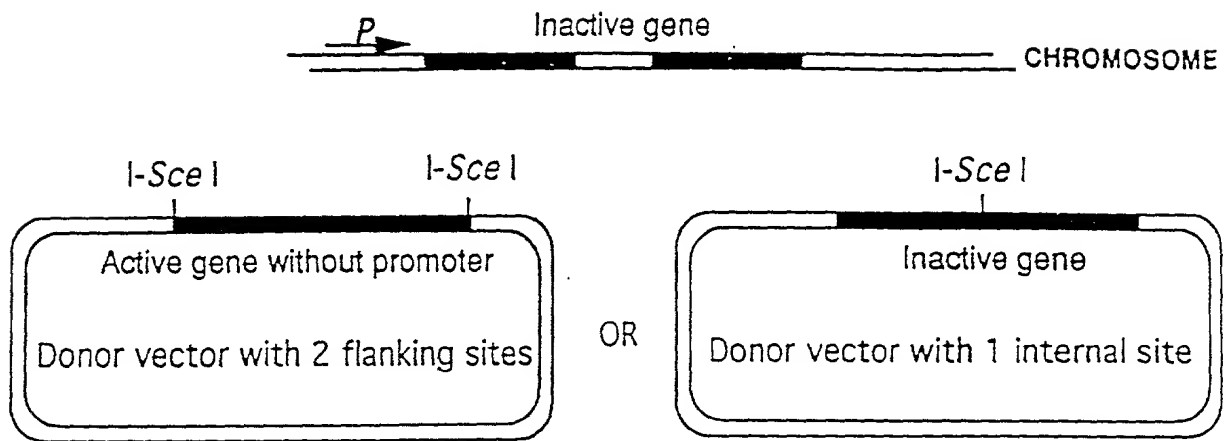 P
Inactive gene
CHROMOSOME
I-Sce I
I-Sce I
I-Sce I
Active gene without promoter
Inactive gene
Donor vector with 2 flanking sites
OR
Donor vector with 1 internal site